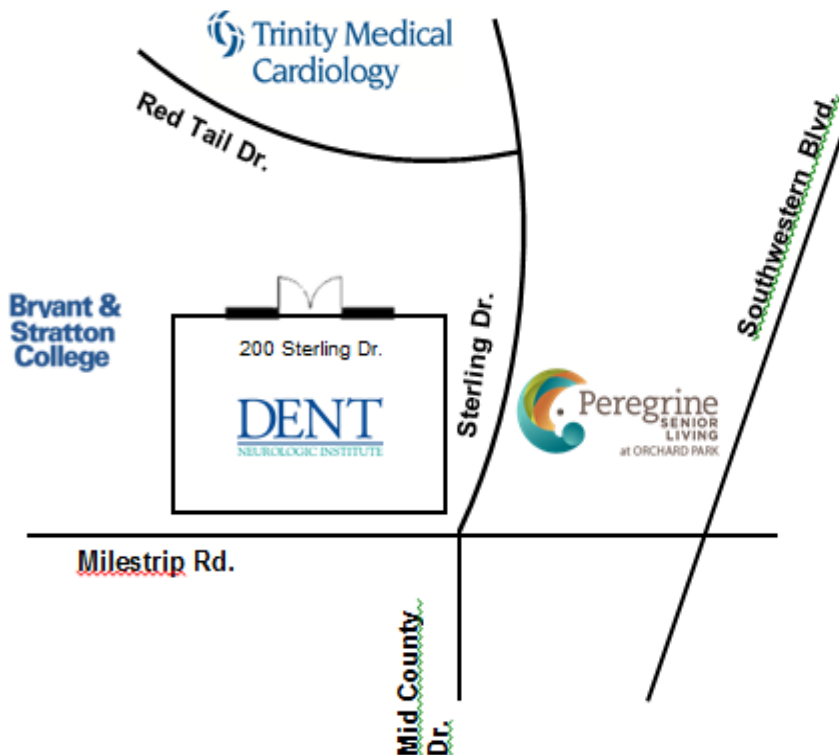 Trinity Medical
Cardiology
Red Tail Dr.
Southwestern Blvd.
Bryant &
Stratton
College
200 Sterling Dr.
DENT
NEUROLOGIC INSTITUTE
Sterling Dr.
Peregrine
SENIOR
LIVING
at ORCHARD PARK
Milestrip Rd.
Mid County
Dr.